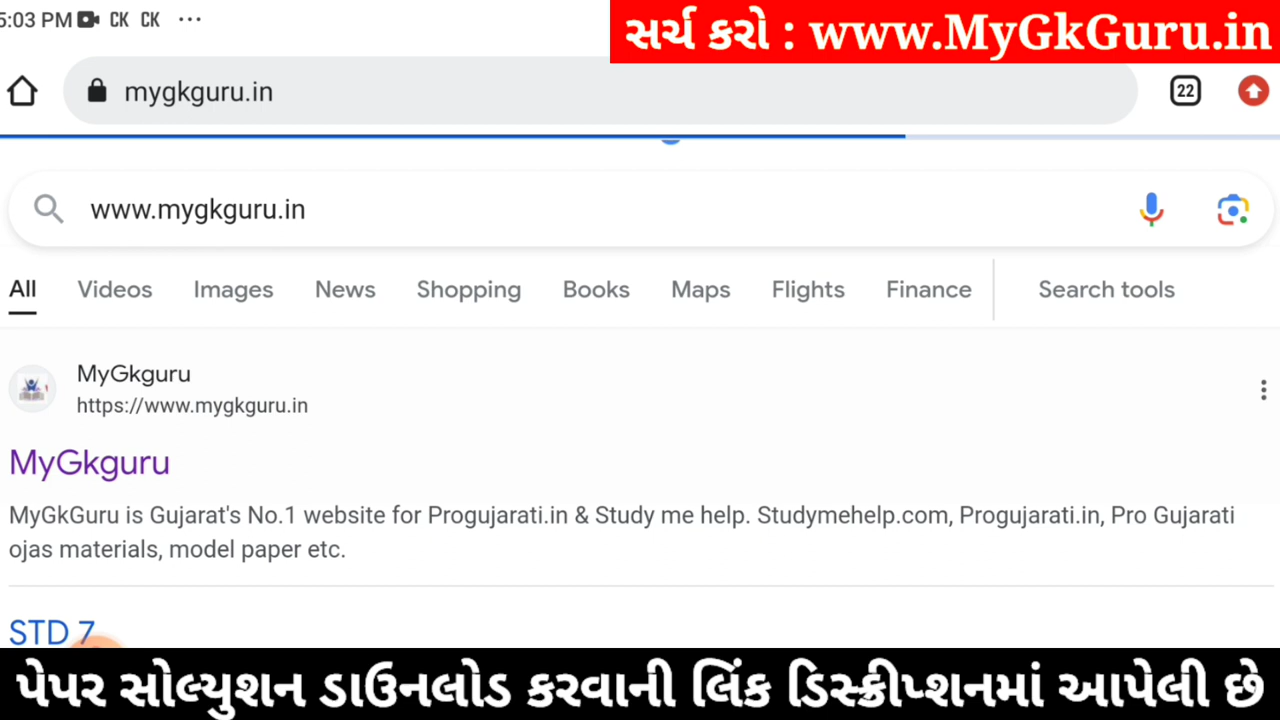 5:03 PM CK CK ...
સર્ચ કરો : www.MyGkGuru.in
mygkguru.in
22
www.mygkguru.in
All Videos Images News Shopping Books Maps Flights Finance Search tools
MyGkguru
https://www.mygkguru.in
MyGkguru
MyGkGuru is Gujarat's No.1 website for Progujarati.in & Study me help. Studymehelp.com, Progujarati.in, Pro Gujarati
ojas materials, model paper etc.
STD 7
પેપર સોલ્યુશન ડાઉનલોડ કરવાની લિંક ડિસ્ક્રીપ્શનમાં આપેલી છે